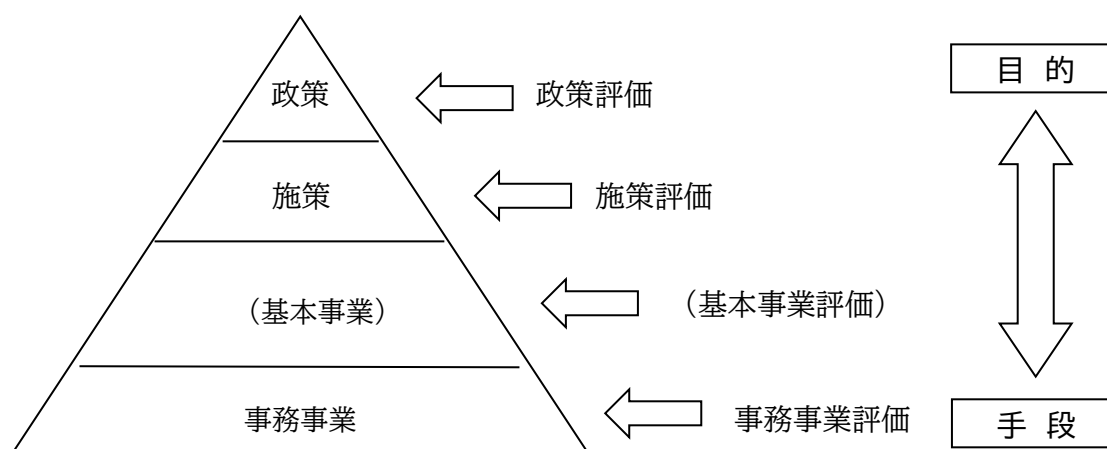 政策
政策評価
目 的
施策
施策評価
（基本事業）
（基本事業評価）
事務事業
事務事業評価
手 段